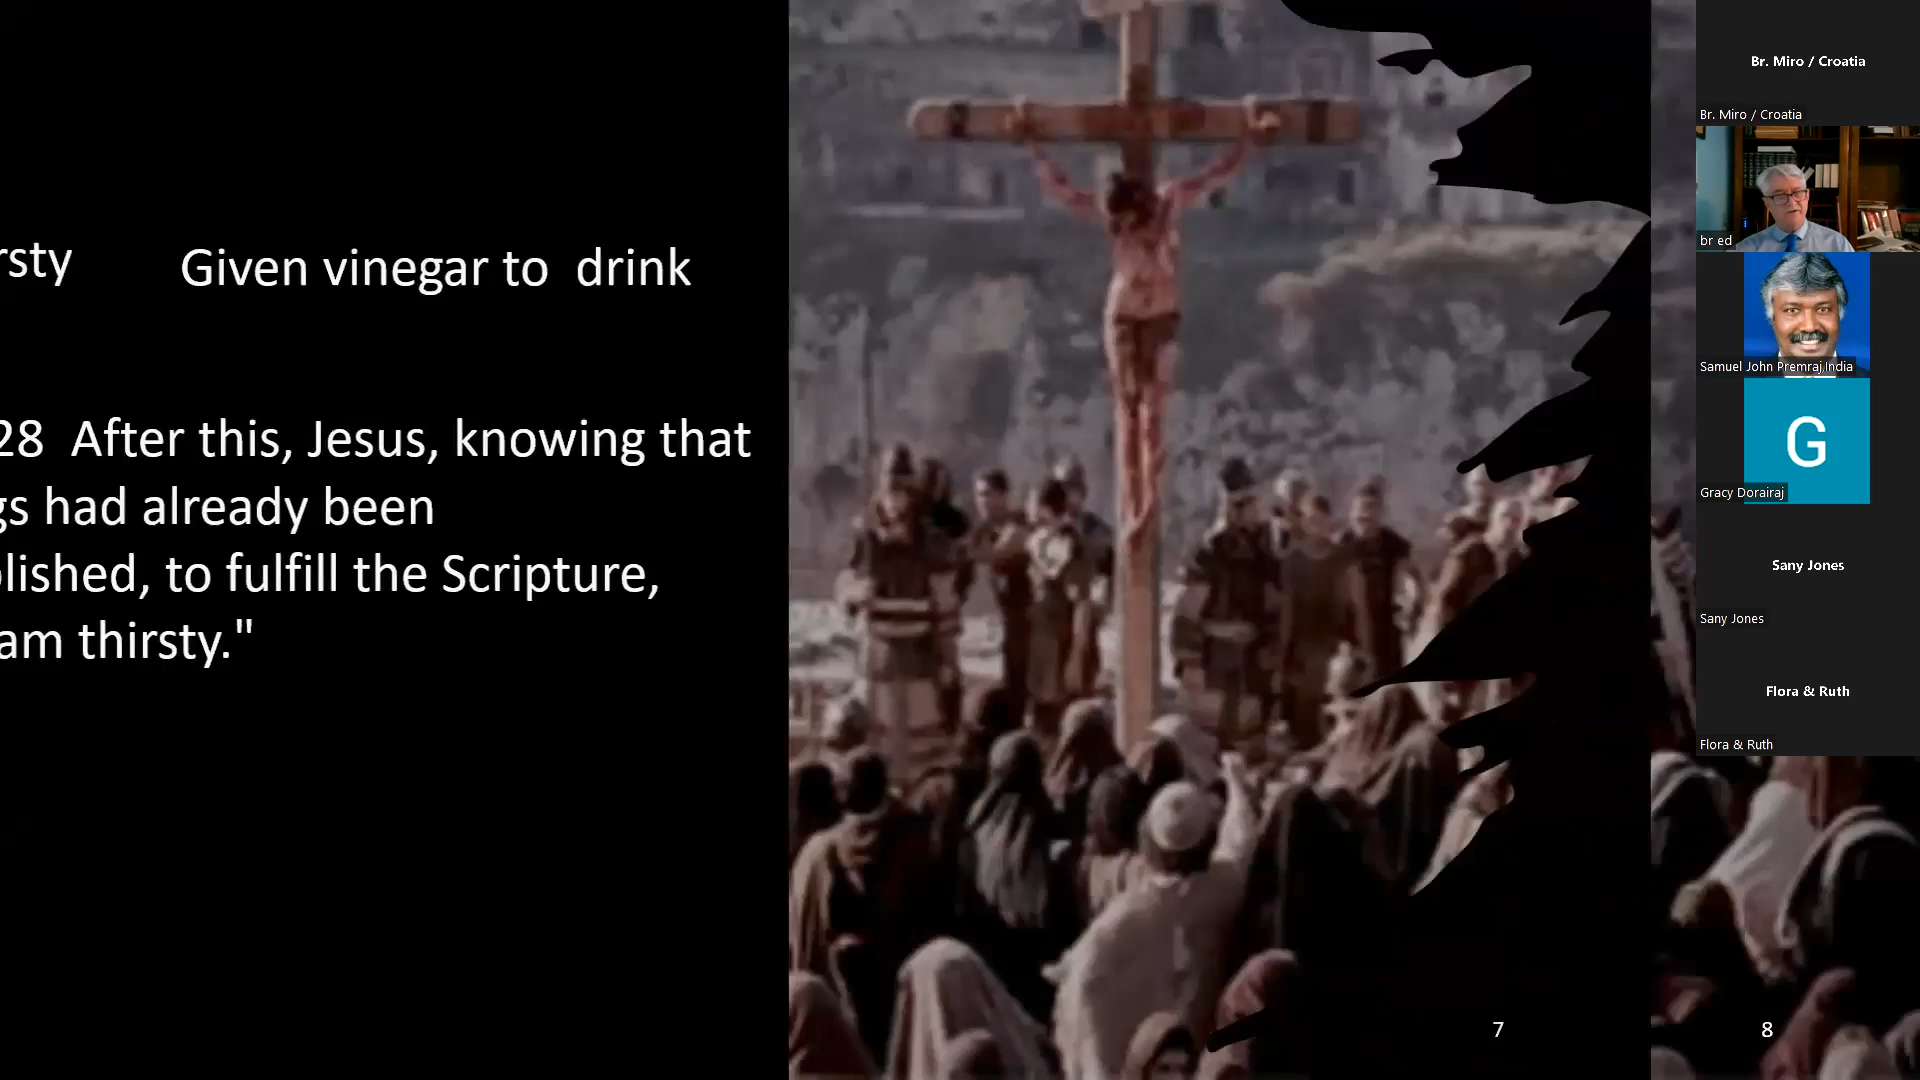 rsty Given vinegar to drink
28 After this, Jesus, knowing that
gs had already been
lished, to fulfill the Scripture,
am thirsty."
7
8
Br. Miro / Croatia
Br. Miro / Croatia
br ed
Samuel John Premraj,India
G
Gracy Dorairaj
Sany Jones
Sany Jones
Flora & Ruth
Flora & Ruth